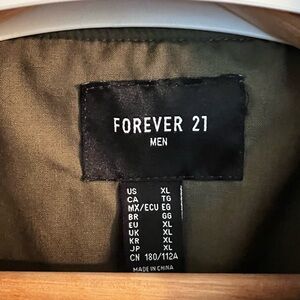 FOREVER 21
MEN
US XL
CA TG
MX/ECU EG
BR GG
EU XL
UK XL
KR XL
JP XL
CN 180/112A
MADE IN CHINA